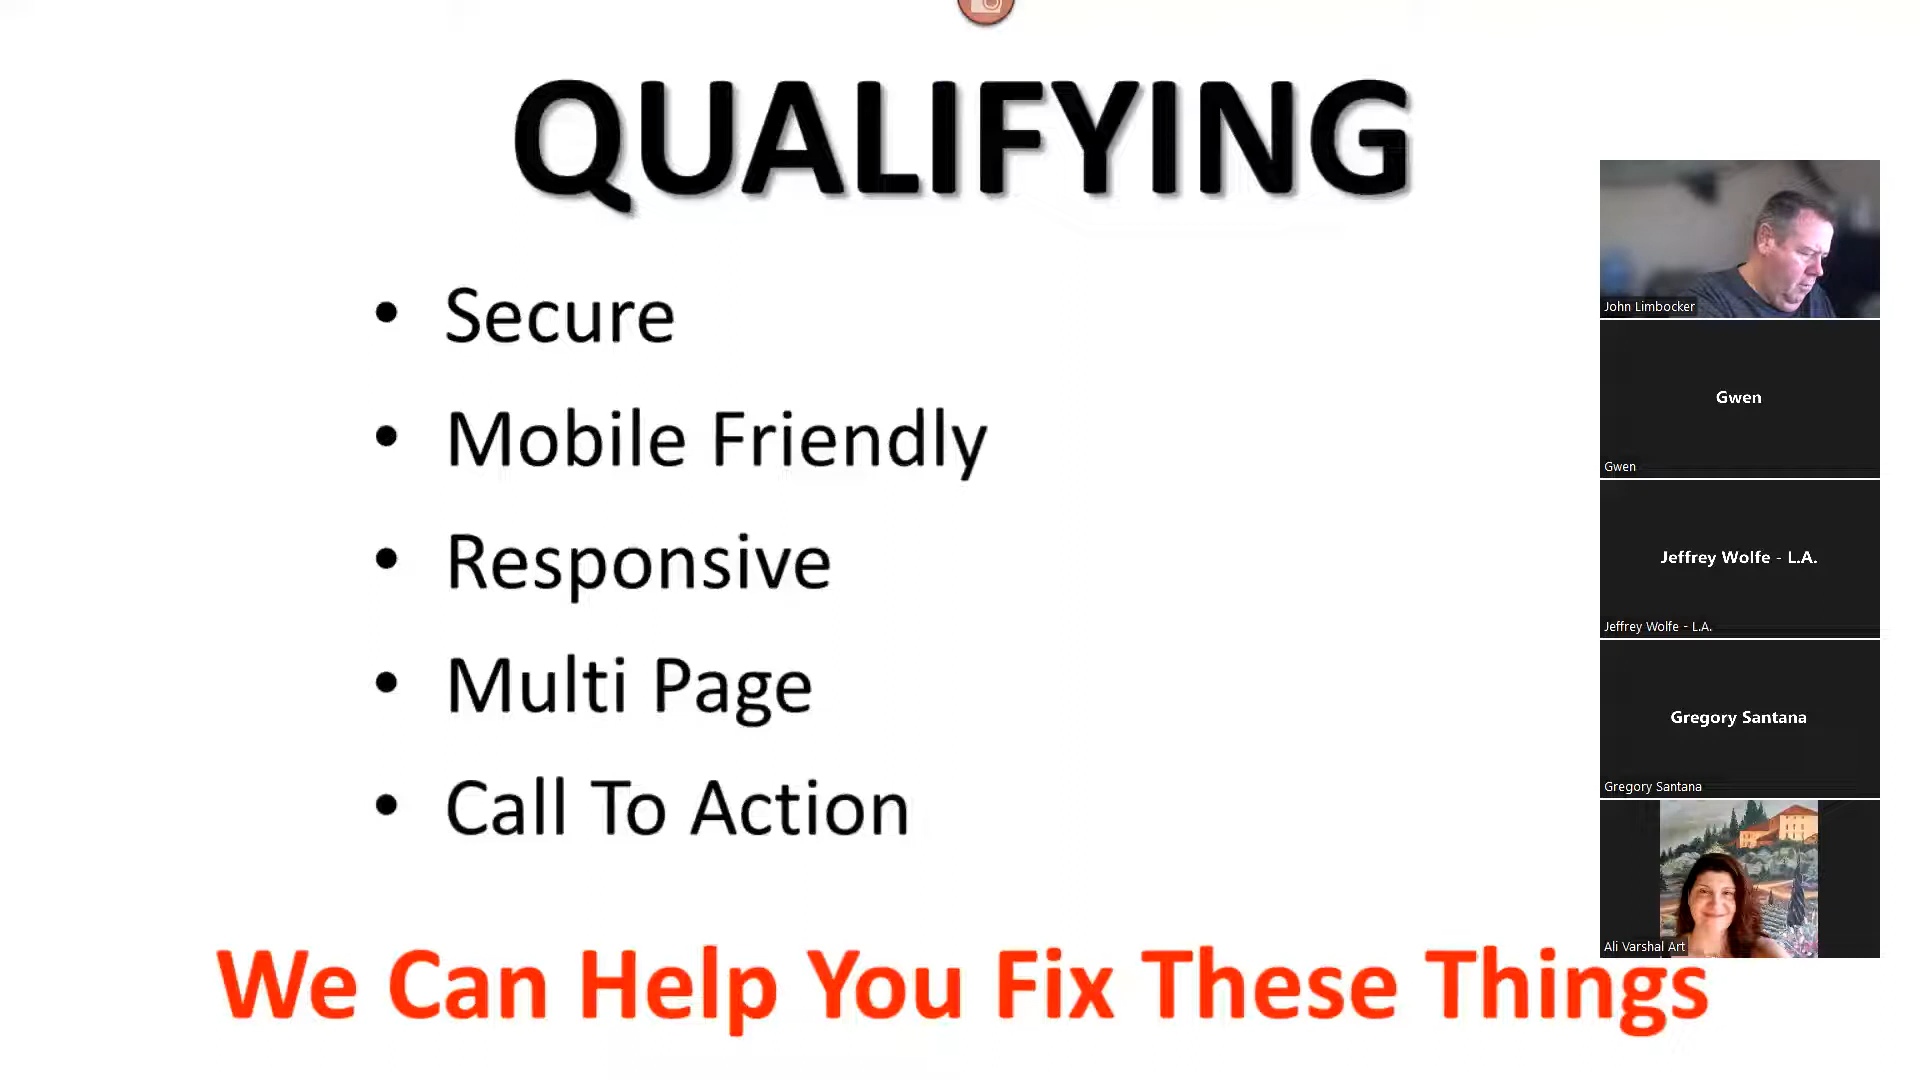 QUALIFYING
• Secure
• Mobile Friendly
• Responsive
• Multi Page
• Call To Action
We Can Help You Fix These Things
John Limbocker
Gwen
Gwen
Jeffrey Wolfe - L.A.
Jeffrey Wolfe - L.A.
Gregory Santana
Gregory Santana
Ali Varshal Art